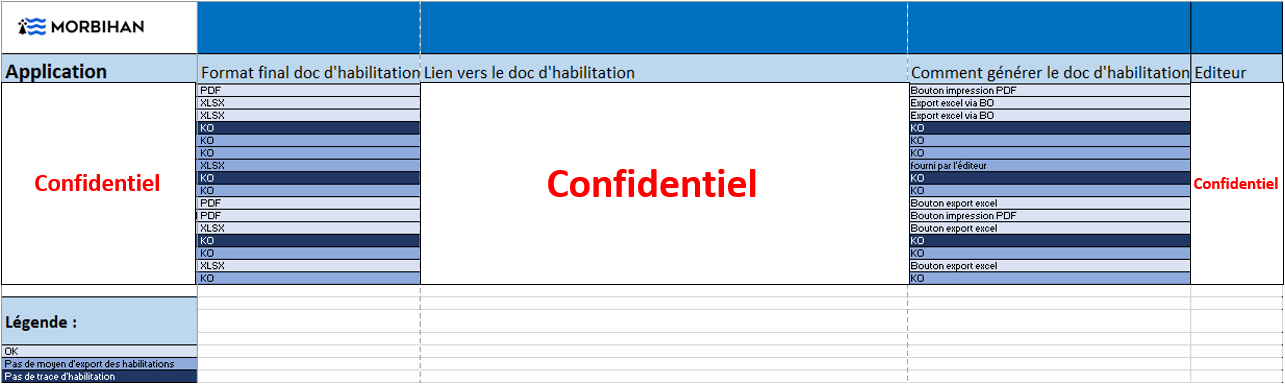 MORBIHAN
Application Format final doc d'habilitation Lien vers le doc d'habilitation Comment générer le doc d'habilitation Editeur
PDF Bouton impression PDF
XLSX Export excel via BO
XLSX Export excel via BO
KO KO
KO KO
KO KO
XLSX fourni par l'éditeur
KO KO
Confidentiel Confidentiel Confidentiel
KO KO
PDF Bouton export excel
PDF Bouton impression PDF
XLSX Bouton export excel
KO KO
KO KO
XLSX Bouton export excel
KO KO
Légende :
OK
Pas de moyen d'export des habilitations
Pas de trace d'habilitation